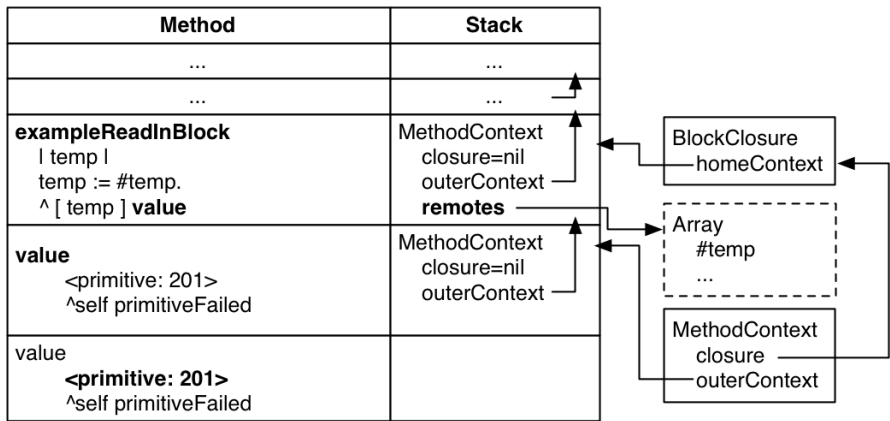 Method Stack
... ...
... ...
exampleReadInBlock
| temp |
temp := #temp.
^ [ temp ] value
MethodContext
closure=nil
outerContext
remotes
value
<primitive: 201>
^self primitiveFailed
MethodContext
closure=nil
outerContext
value
<primitive: 201>
^self primitiveFailed
BlockClosure
homeContext
Array
#temp
...
MethodContext
closure
outerContext